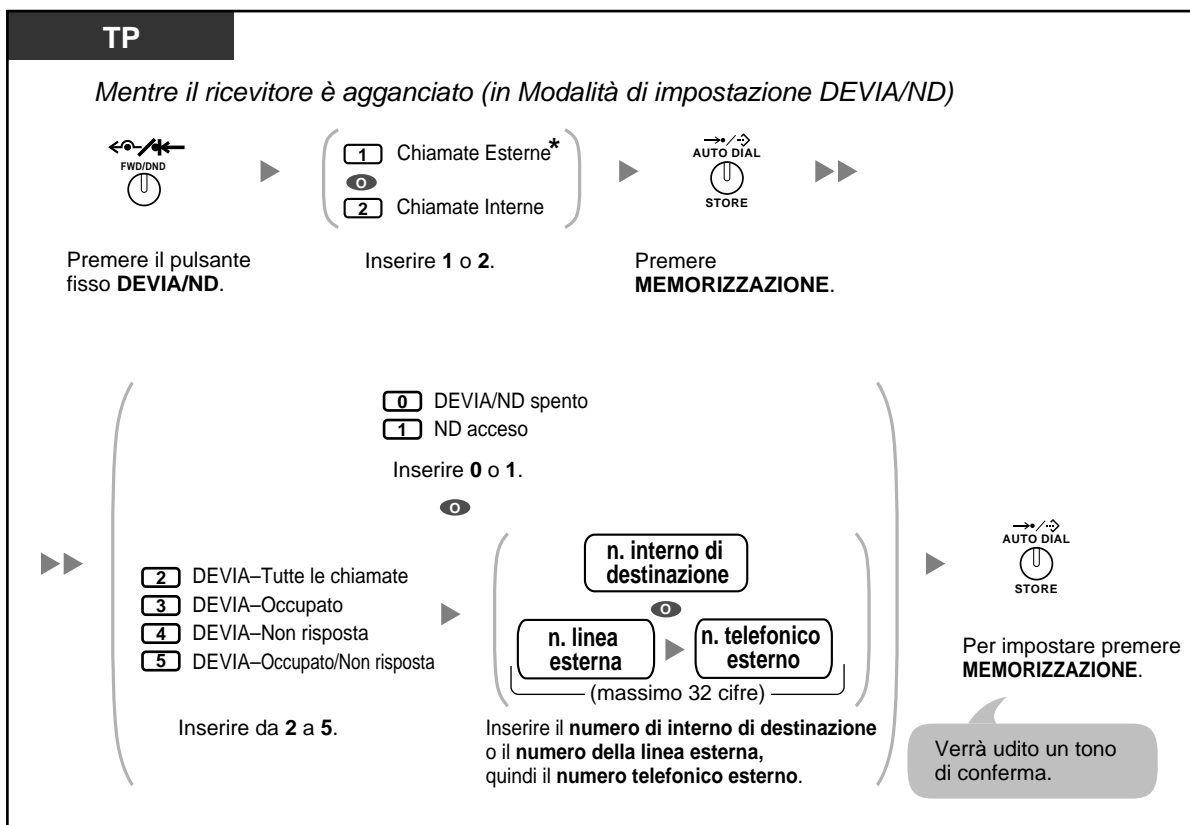 TP
Mentre il ricevitore è agganciato (in Modalità di impostazione DEVIA/ND)
FWD/DND
1 Chiamate Esterne*
O
2 Chiamate Interne
AUTO DIAL
STORE
Premere il pulsante
fisso DEVIA/ND.
Inserire 1 o 2.
Premere
MEMORIZZAZIONE.
0 DEVIA/ND spento
1 ND acceso
Inserire 0 o 1.
O
2 DEVIA–Tutte le chiamate
3 DEVIA–Occupato
4 DEVIA–Non risposta
5 DEVIA–Occupato/Non risposta
Inserire da 2 a 5.
n. interno di
destinazione
O
n. linea
esterna
n. telefonico
esterno
(massimo 32 cifre)
Inserire il numero di interno di destinazione
o il numero della linea esterna,
quindi il numero telefonico esterno.
AUTO DIAL
STORE
Per impostare premere
MEMORIZZAZIONE.
Verrà udito un tono
di conferma.